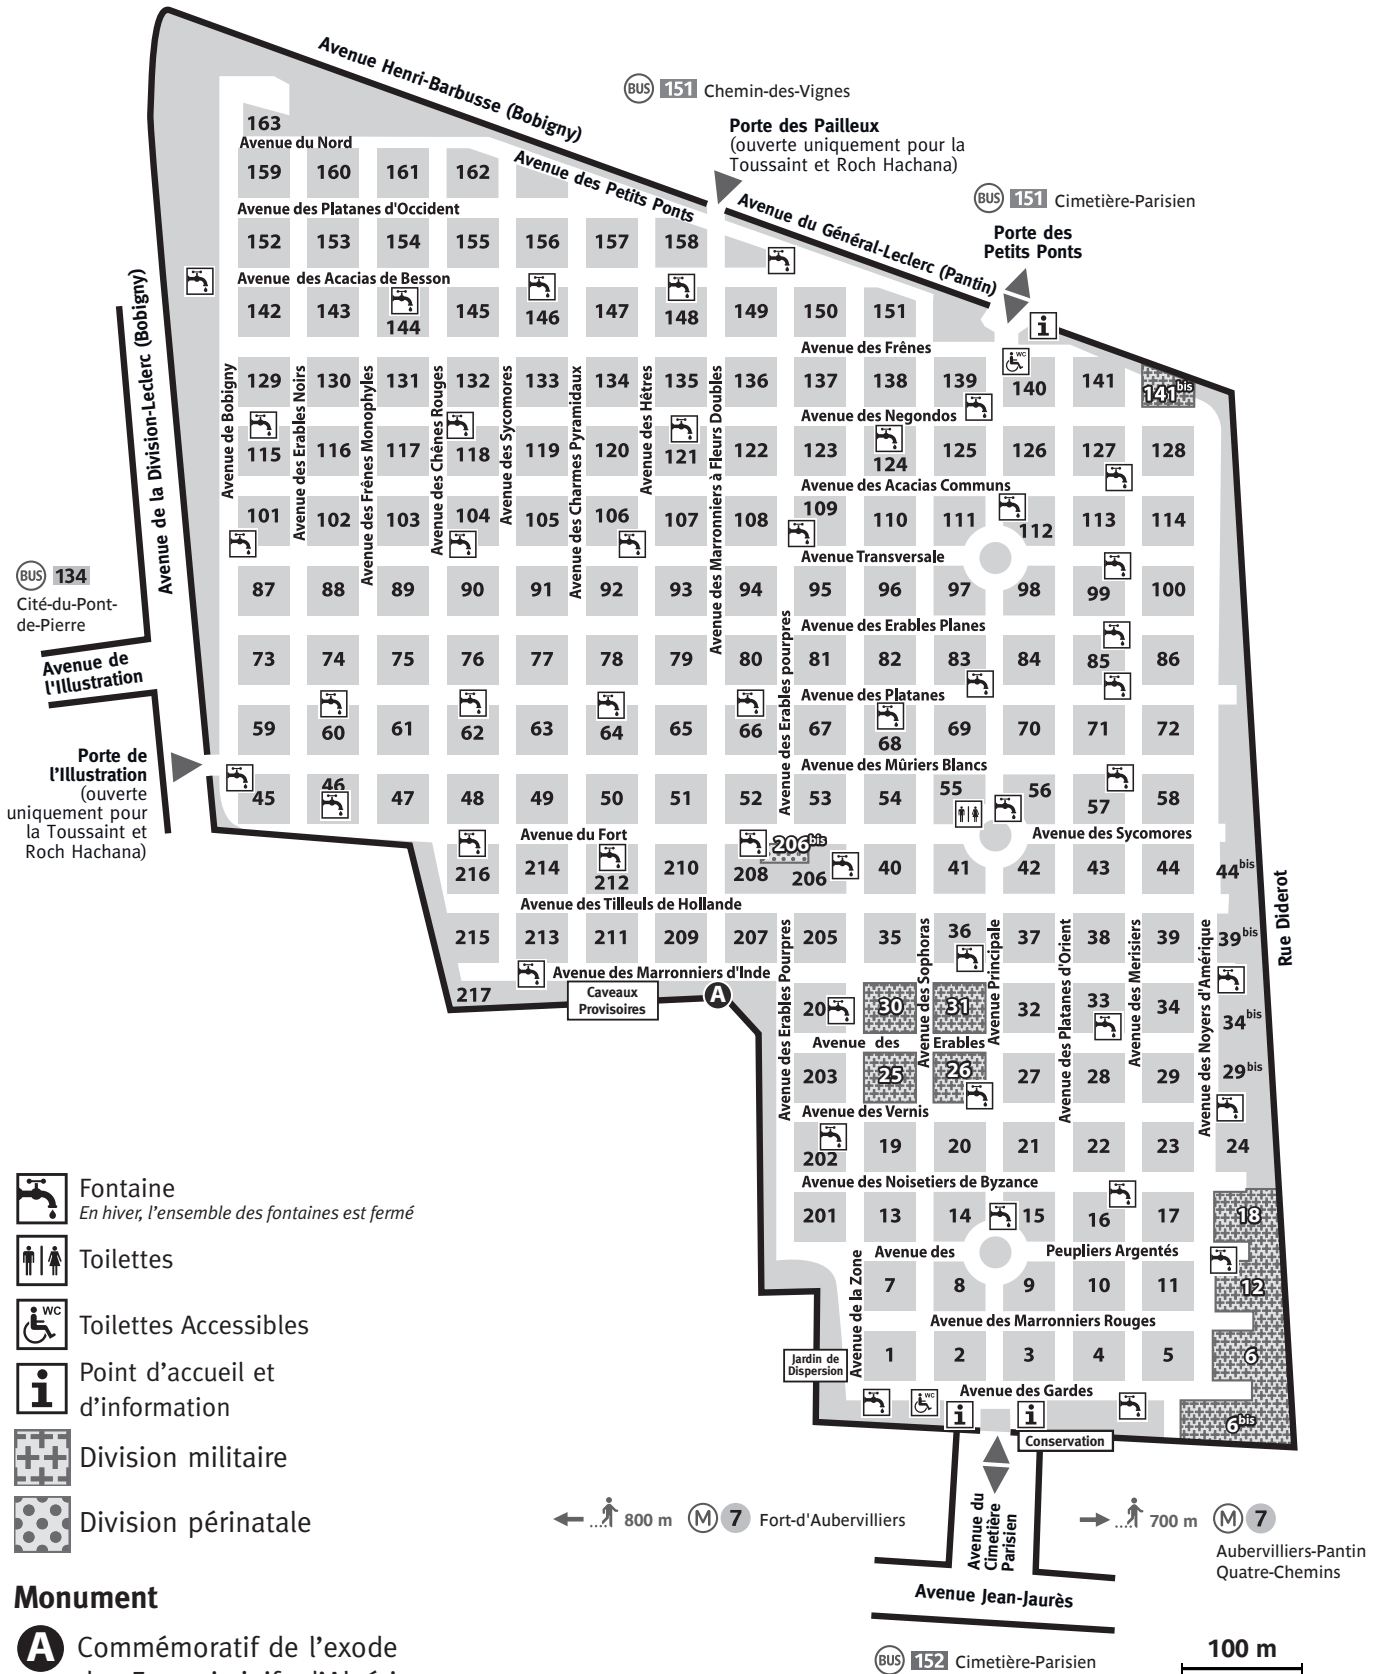 Avenue Henri-Barbusse (Bobigny)
BUS 151 Chemin-des-Vignes
Porte des Pailleux
(ouverte uniquement pour la
Toussaint et Roch Hachana)
BUS 151 Cimetière-Parisien
Porte des
Petits Ponts
Avenue du Général-Leclerc (Pantin)
Avenue des Petits Ponts
163
Avenue du Nord
159 160 161 162
Avenue des Platanes d'Occident
152 153 154 155 156 157 158
Avenue des Acacias de Besson
142 143 144 145 146 147 148 149 150 151
i
Avenue des Frênes
WC
129 130 131 132 133 134 135 136 137 138 139 140 141 141bis
Avenue des Negondos
115 116 117 118 119 120 121 122 123 124 125 126 127 128
Avenue des Acacias Communs
101 102 103 104 105 106 107 108 109 110 111 112 113 114
Avenue Transversale
87 88 89 90 91 92 93 94 95 96 97 98 99 100
Avenue des Erables Planes
73 74 75 76 77 78 79 80 81 82 83 84 85 86
Avenue des Platanes
59 60 61 62 63 64 65 66 67 68 69 70 71 72
Avenue des Mûriers Blancs
45 46 47 48 49 50 51 52 53 54 55 56 57 58
Avenue du Fort
Avenue des Sycomores
216 214 212 210 208 206bis 206 40 41 42 43 44 44bis
Avenue des Tilleuls de Hollande
215 213 211 209 207 205 35 36 37 38 39 39bis
Avenue des Marronniers d'Inde
217
Caveaux
Provisoires
A
20 30 31 32 33 34 34bis
Avenue des Erables
203 25 26 27 28 29 29bis
Avenue des Vernis
202 19 20 21 22 23 24
Avenue des Noisetiers de Byzance
201 13 14 15 16 17 18
Avenue des Peupliers Argentés
7 8 9 10 11 12
Avenue des Marronniers Rouges
1 2 3 4 5 6
Jardin de
Dispersion
Avenue des Gardes
WC
i
i
6bis
Conservation
Avenue de la Division-Leclerc (Bobigny)
Avenue de Bobigny
Avenue des Erables Noirs
Avenue des Frênes Monophyles
Avenue des Chênes Rouges
Avenue des Sycomores
Avenue des Charmes Pyramidaux
Avenue des Hêtres
Avenue des Marronniers à Fleurs Doubles
Avenue des Erables pourpres
Avenue des Erables Pourpres
Avenue des Sophoras
Avenue Principale
Avenue des Platanes d'Orient
Avenue des Merisiers
Avenue des Noyers d'Amérique
Avenue de la Zone
Rue Diderot
BUS 134
Cité-du-Pont-
de-Pierre
Avenue de
l'Illustration
Porte de
l'Illustration
(ouverte
uniquement pour
la Toussaint et
Roch Hachana)
Fontaine
En hiver, l'ensemble des fontaines est fermé
Toilettes
WC
Toilettes Accessibles
i
Point d'accueil et
d'information
Division militaire
Division périnatale
Monument
A
Commémoratif de l'exode
800 m M 7 Fort-d'Aubervilliers
Avenue du
Cimetière
Parisien
700 m M 7
Aubervilliers-Pantin
Quatre-Chemins
Avenue Jean-Jaurès
BUS 152 Cimetière-Parisien
100 m